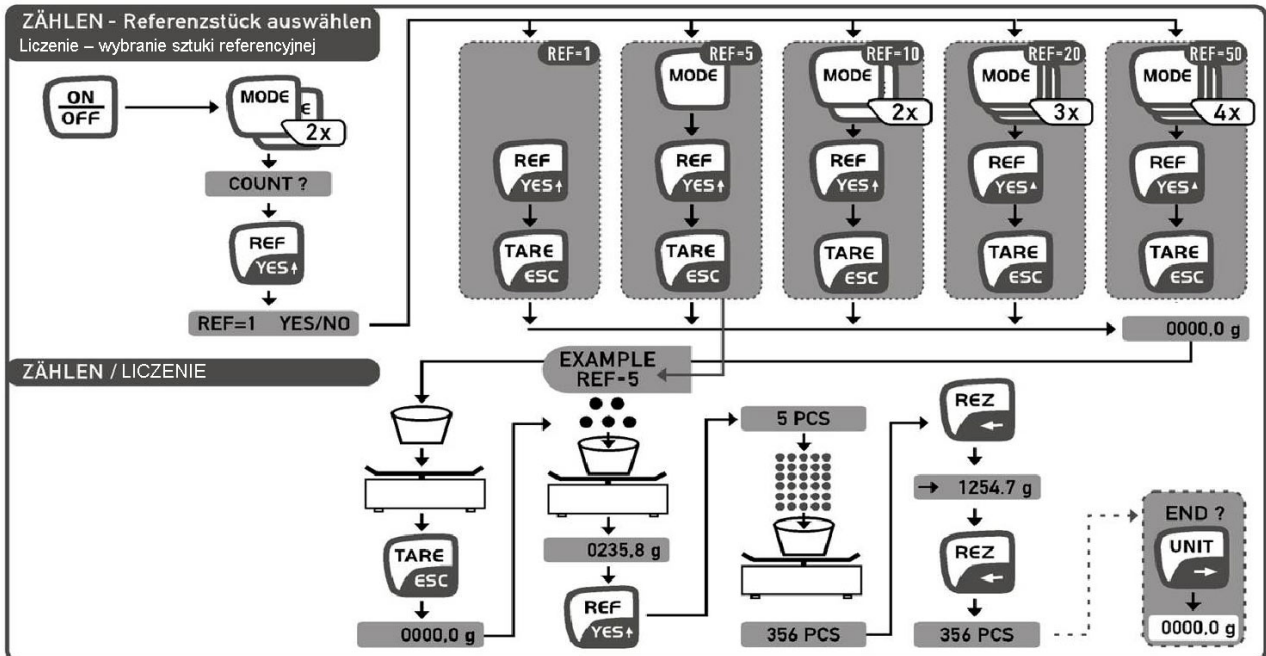 ZÄHLEN - Referenzstück auswählen
Liczenie – wybranie sztuki referencyjnej
ON
OFF
MODE
2x
COUNT ?
REF
YES↑
REF=1 YES/NO
REF=1
REF
YES↑
TARE
ESC
REF=5
MODE
REF
YES↑
TARE
ESC
REF=10
MODE
2x
REF
YES↑
TARE
ESC
REF=20
MODE
3x
REF
YES▲
TARE
ESC
REF=50
MODE
4x
REF
YES▲
TARE
ESC
0000,0 g
ZÄHLEN / LICZENIE
TARE
ESC
0000,0 g
EXAMPLE
REF=5
0235,8 g
REF
YES↑
5 PCS
356 PCS
REZ
←
→ 1254.7 g
REZ
←
356 PCS
END ?
UNIT
→
0000,0 g